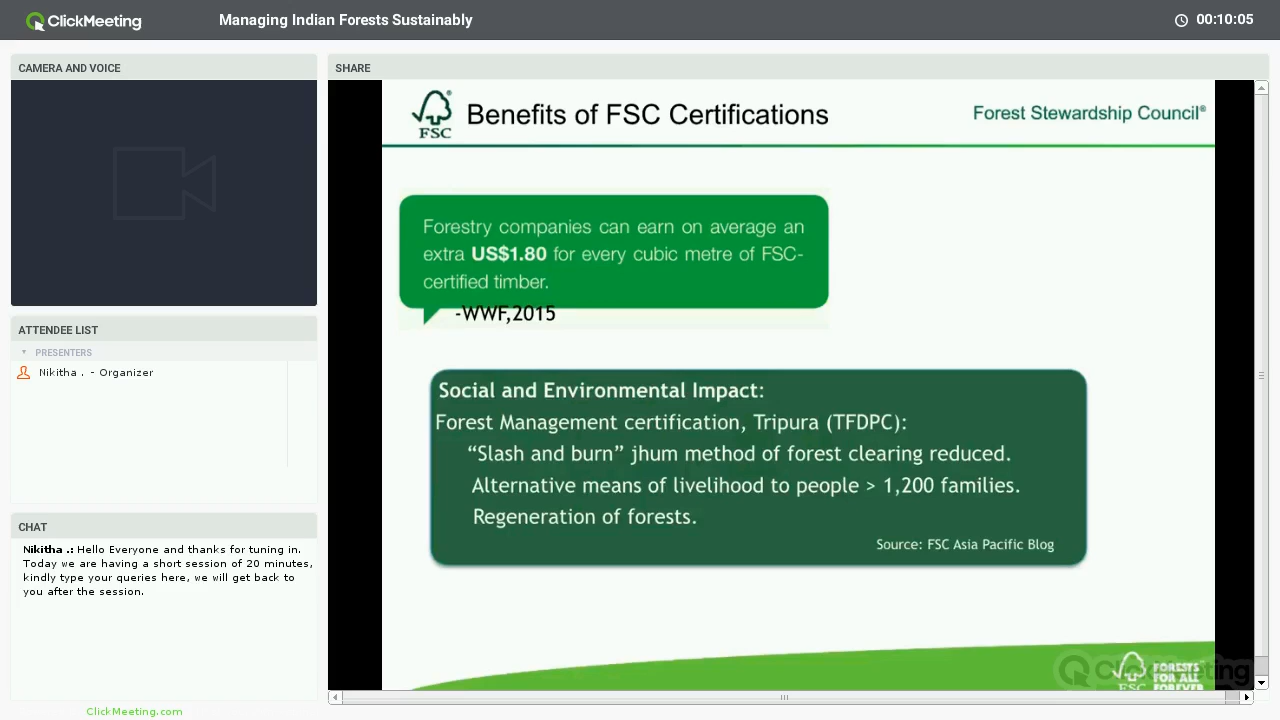 ClickMeeting
Managing Indian Forests Sustainably
00:10:05
CAMERA AND VOICE
ATTENDEE LIST
PRESENTERS
Nikitha . - Organizer
CHAT
Nikitha .: Hello Everyone and thanks for tuning in.
Today we are having a short session of 20 minutes,
kindly type your queries here, we will get back to
you after the session.
ClickMeeting.com
SHARE
FSC
Benefits of FSC Certifications
Forest Stewardship Council®
Forestry companies can earn on average an
extra US$1.80 for every cubic metre of FSC-
certified timber.
-WWF,2015
Social and Environmental Impact:
Forest Management certification, Tripura (TFDPC):
“Slash and burn” jhum method of forest clearing reduced.
Alternative means of livelihood to people > 1,200 families.
Regeneration of forests.
Source: FSC Asia Pacific Blog
ClickMeeting
FSC
FORESTS
FOR ALL
FOREVER